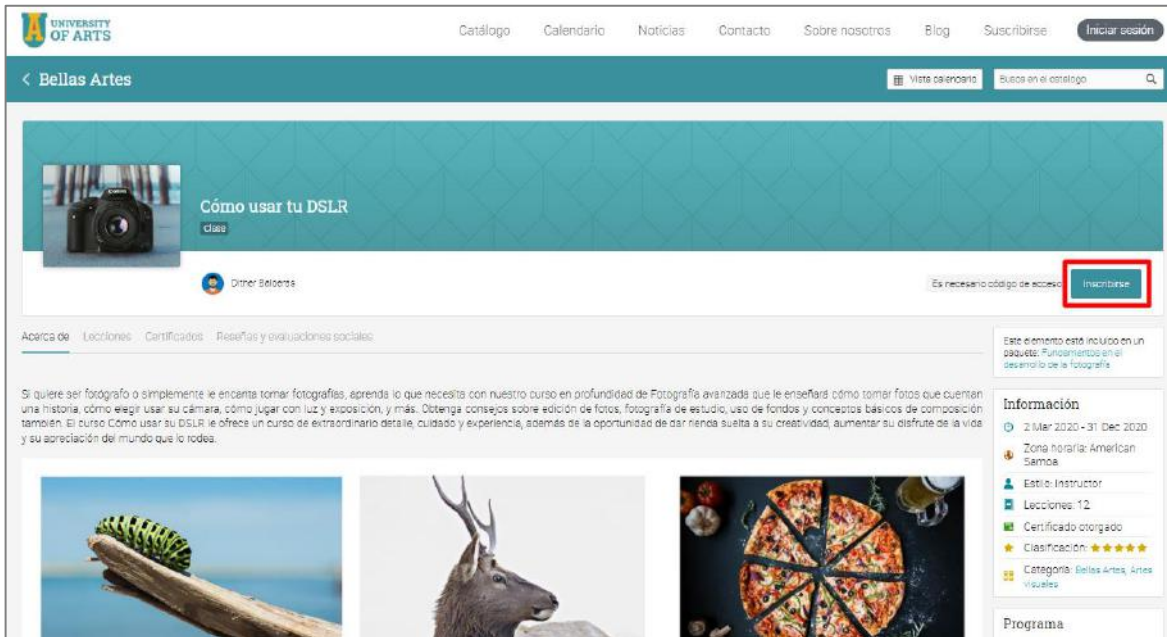 UNIVERSITY
OF ARTS
Catálogo Calendario Noticias Contacto Sobre nosotros Blog Suscribirse Iniciar sesión
< Bellas Artes
Vista calendario Busca en el catálogo
Cómo usar tu DSLR
Clase
Es necesario código de acceso Inscribirse
Acerca de Lecciones Certificados Reseñas y evaluaciones sociales
Este elemento está incluido en un
paquete: Fundamentos en el
desarrollo de la fotografía
Si quiere ser fotógrafo o simplemente le encanta tomar fotografías, aprenda lo que necesita con nuestro curso en profundidad de Fotografía avanzada que le enseñará cómo tomar fotos que cuentan
una historia, cómo elegir usar su cámara, cómo jugar con luz y exposición, y más. Obtenga consejos sobre edición de fotos, fotografía de estudio, uso de fondos y conceptos básicos de composición
también. El curso Cómo usar su DSLR le ofrece un curso de extraordinario detalle, cuidado y experiencia, además de la oportunidad de dar rienda suelta a su creatividad, aumentar su disfrute de la vida
y su apreciación del mundo que lo rodea.
Información
2 Mar 2020 - 31 Dec 2020
Zona horaria: American
Samoa
Estilo: Instructor
Lecciones: 12
Certificado otorgado
Clasificación:
Categoría: Bellas Artes, Artes
visuales
Programa